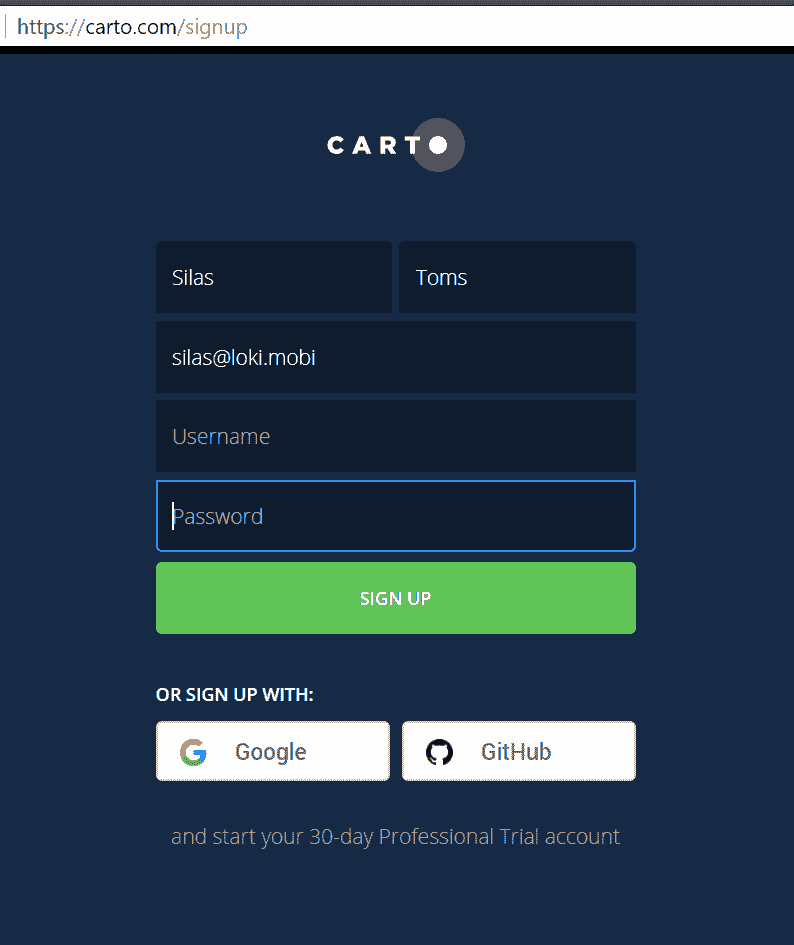 https://carto.com/signup
CARTO
Silas Toms
silas@loki.mobi
Username
Password
SIGN UP
OR SIGN UP WITH:
Google GitHub
and start your 30-day Professional Trial account